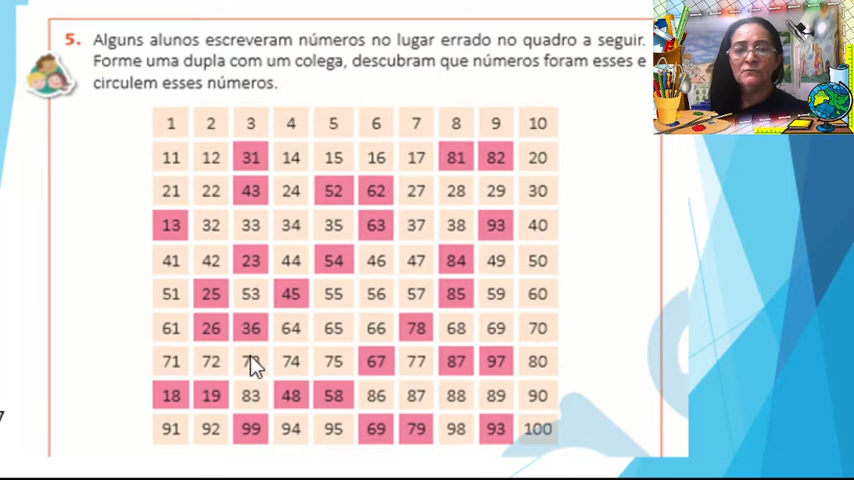 5. Alguns alunos escreveram números no lugar errado no quadro a seguir.
Forme uma dupla com um colega, descubram que números foram esses e
circulem esses números.
1 2 3 4 5 6 7 8 9 10
11 12 31 14 15 16 17 81 82 20
21 22 43 24 52 62 27 28 29 30
13 32 33 34 35 63 37 38 93 40
41 42 23 44 54 46 47 84 49 50
51 25 53 45 55 56 57 85 59 60
61 26 36 64 65 66 78 68 69 70
71 72 74 75 67 77 87 97 80
18 19 83 48 58 86 87 88 89 90
91 92 99 94 95 69 79 98 93 100